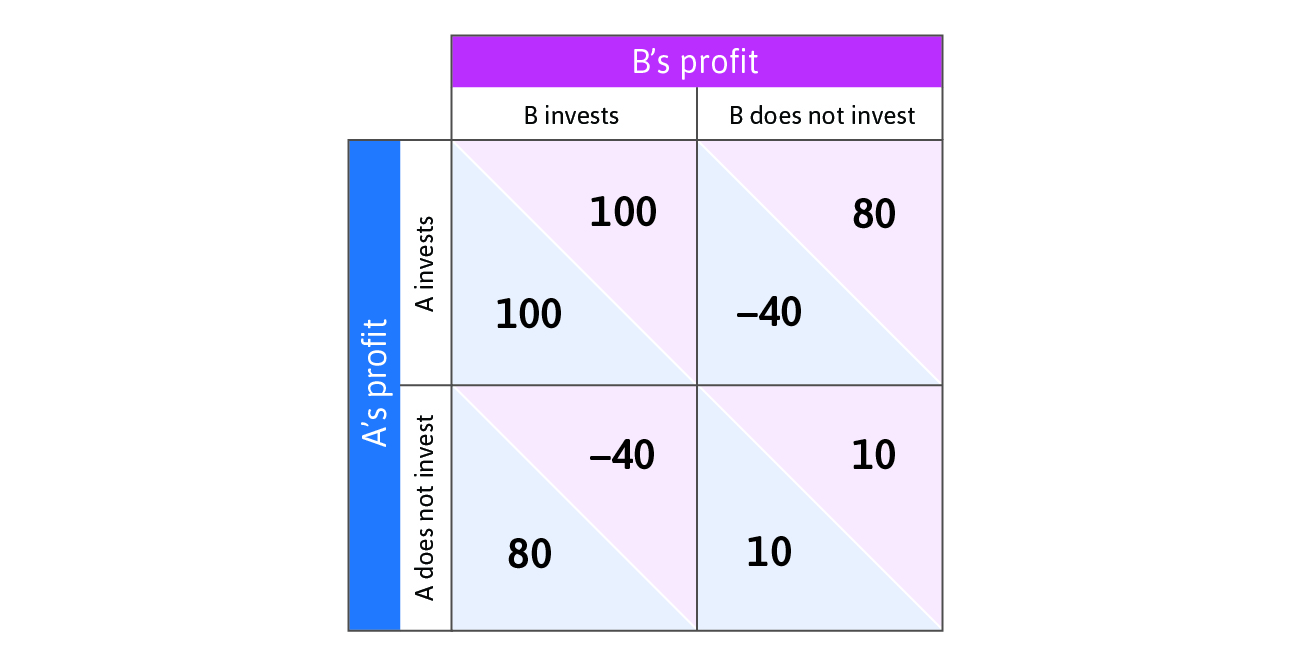 B’s profit
B invests
B does not invest
A’s profit
A invests
100
100
80
–40
A does not invest
–40
80
10
10